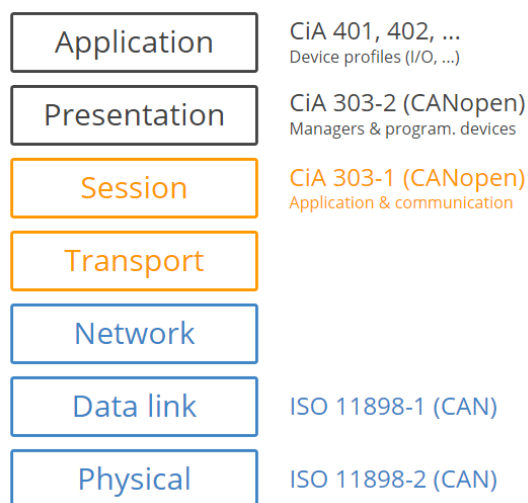 Application
CiA 401, 402, ...
Device profiles (I/O, ...)
Presentation
CiA 303-2 (CANopen)
Managers & program. devices
Session
CiA 303-1 (CANopen)
Application & communication
Transport
Network
Data link
ISO 11898-1 (CAN)
Physical
ISO 11898-2 (CAN)